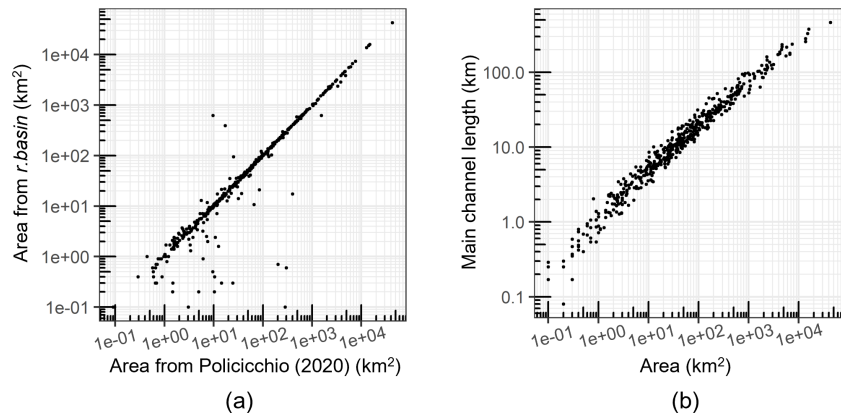 Area from r.basin (km²)
1e+04
1e+03
1e+02
1e+01
1e+00
1e-01
1e-01 1e+00 1e+01 1e+02 1e+03 1e+04
Area from Policicchio (2020) (km²)
(a)
Main channel length (km)
100.0
10.0
1.0
0.1
1e-01 1e+00 1e+01 1e+02 1e+03 1e+04
Area (km²)
(b)